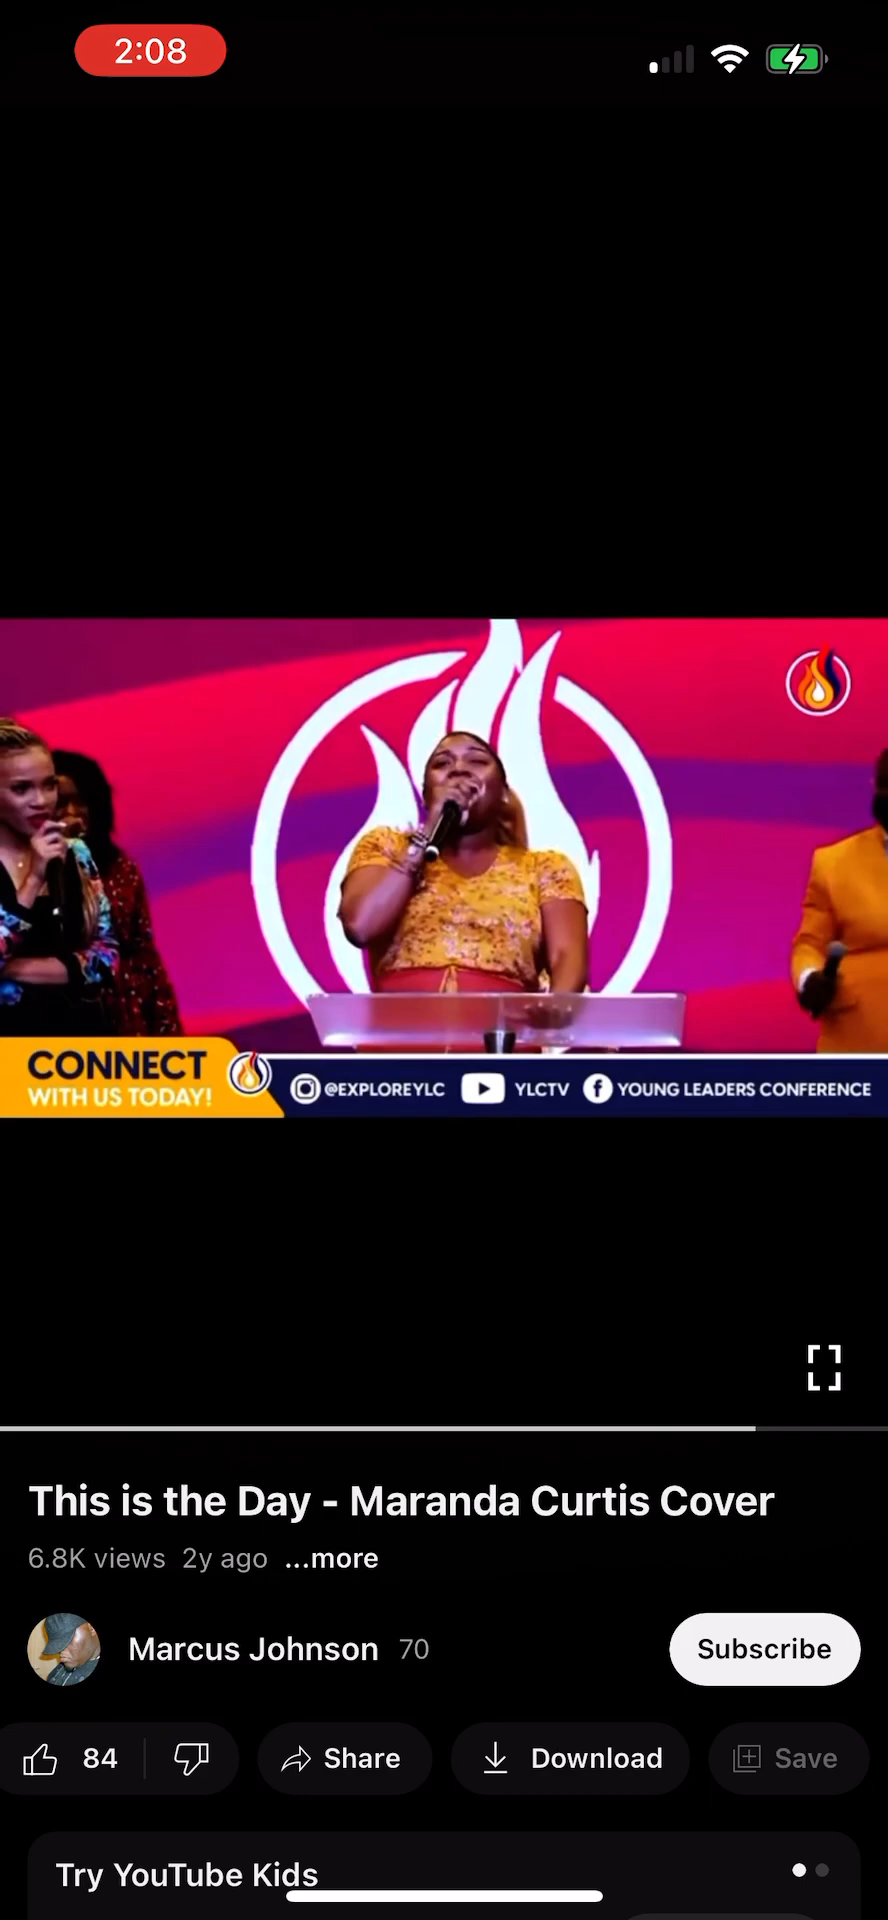 2:08
CONNECT
WITH US TODAY!
@EXPLOREYLC YLCTV YOUNG LEADERS CONFERENCE
This is the Day - Maranda Curtis Cover
6.8K views 2y ago ...more
Marcus Johnson 70 Subscribe
84 Share Download Save
Try YouTube Kids